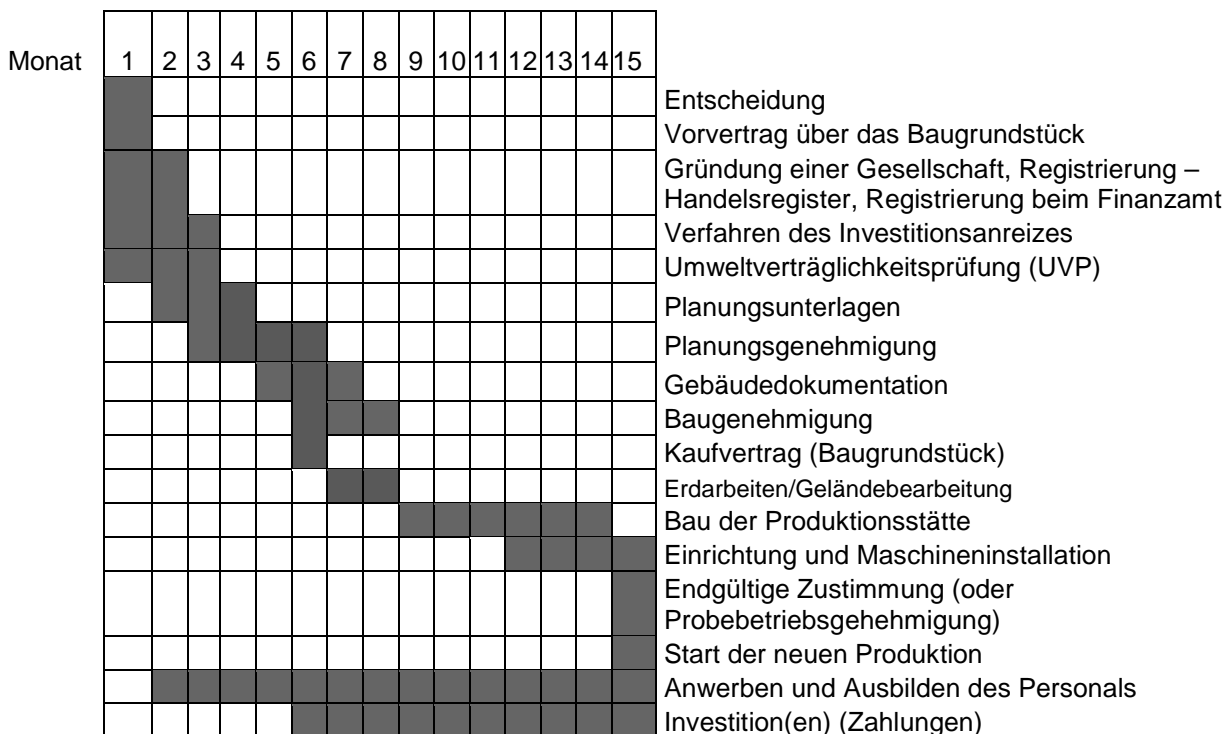 Monat 1 2 3 4 5 6 7 8 9 10 11 12 13 14 15
Entscheidung
Vorvertrag über das Baugrundstück
Gründung einer Gesellschaft, Registrierung –
Handelsregister, Registrierung beim Finanzamt
Verfahren des Investitionsanreizes
Umweltverträglichkeitsprüfung (UVP)
Planungsunterlagen
Planungsgenehmigung
Gebäudedokumentation
Baugenehmigung
Kaufvertrag (Baugrundstück)
Erdarbeiten/Geländebearbeitung
Bau der Produktionsstätte
Einrichtung und Maschineninstallation
Endgültige Zustimmung (oder
Probebetriebsgehehmigung)
Start der neuen Produktion
Anwerben und Ausbilden des Personals
Investition(en) (Zahlungen)